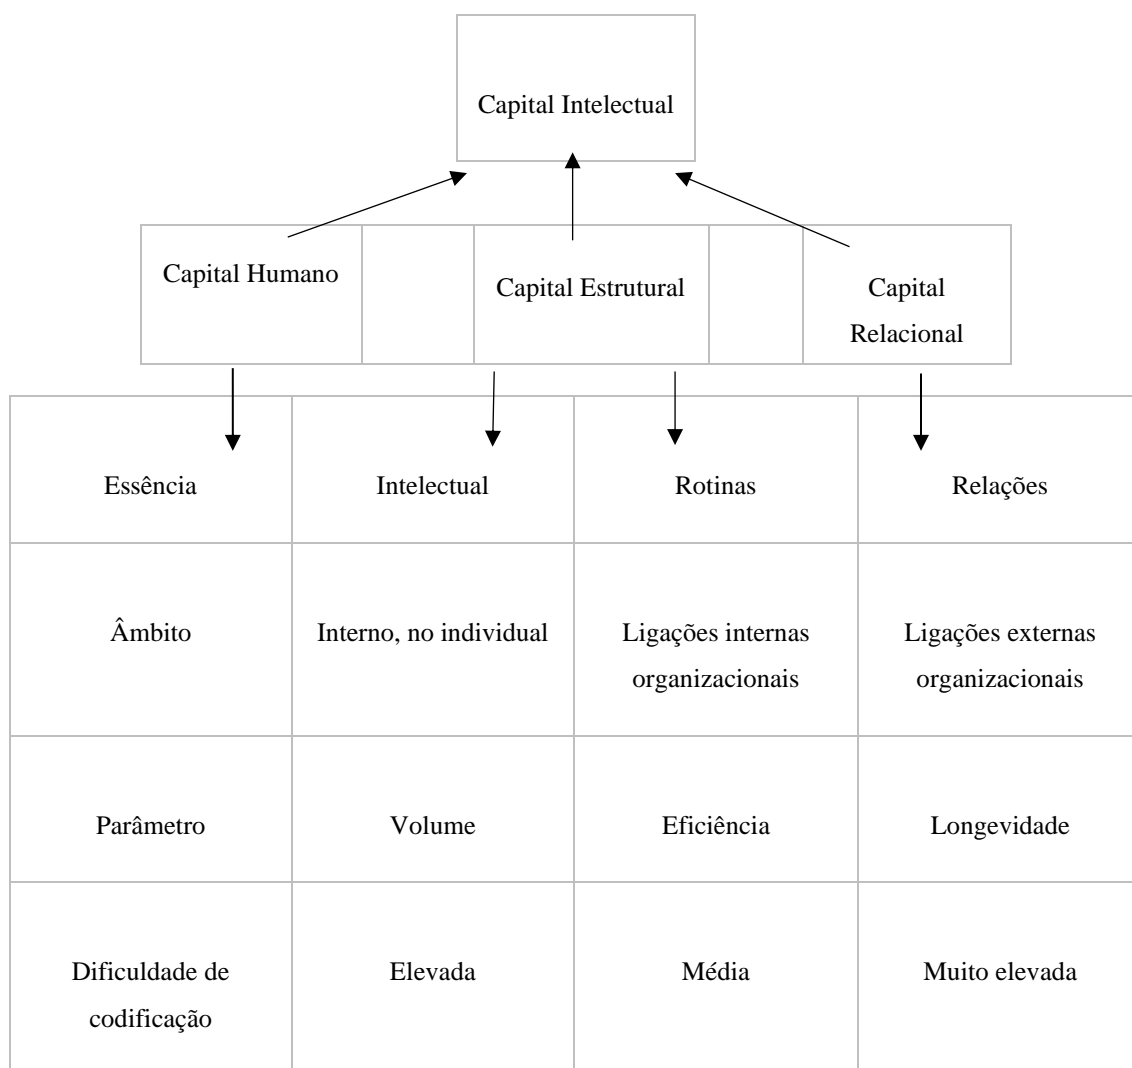 Capital Intelectual
Capital Humano
Capital Estrutural
Capital
Relacional
Essência
Intelectual
Rotinas
Relações
Âmbito
Interno, no individual
Ligações internas
organizacionais
Ligações externas
organizacionais
Parâmetro
Volume
Eficiência
Longevidade
Dificuldade de
codificação
Elevada
Média
Muito elevada